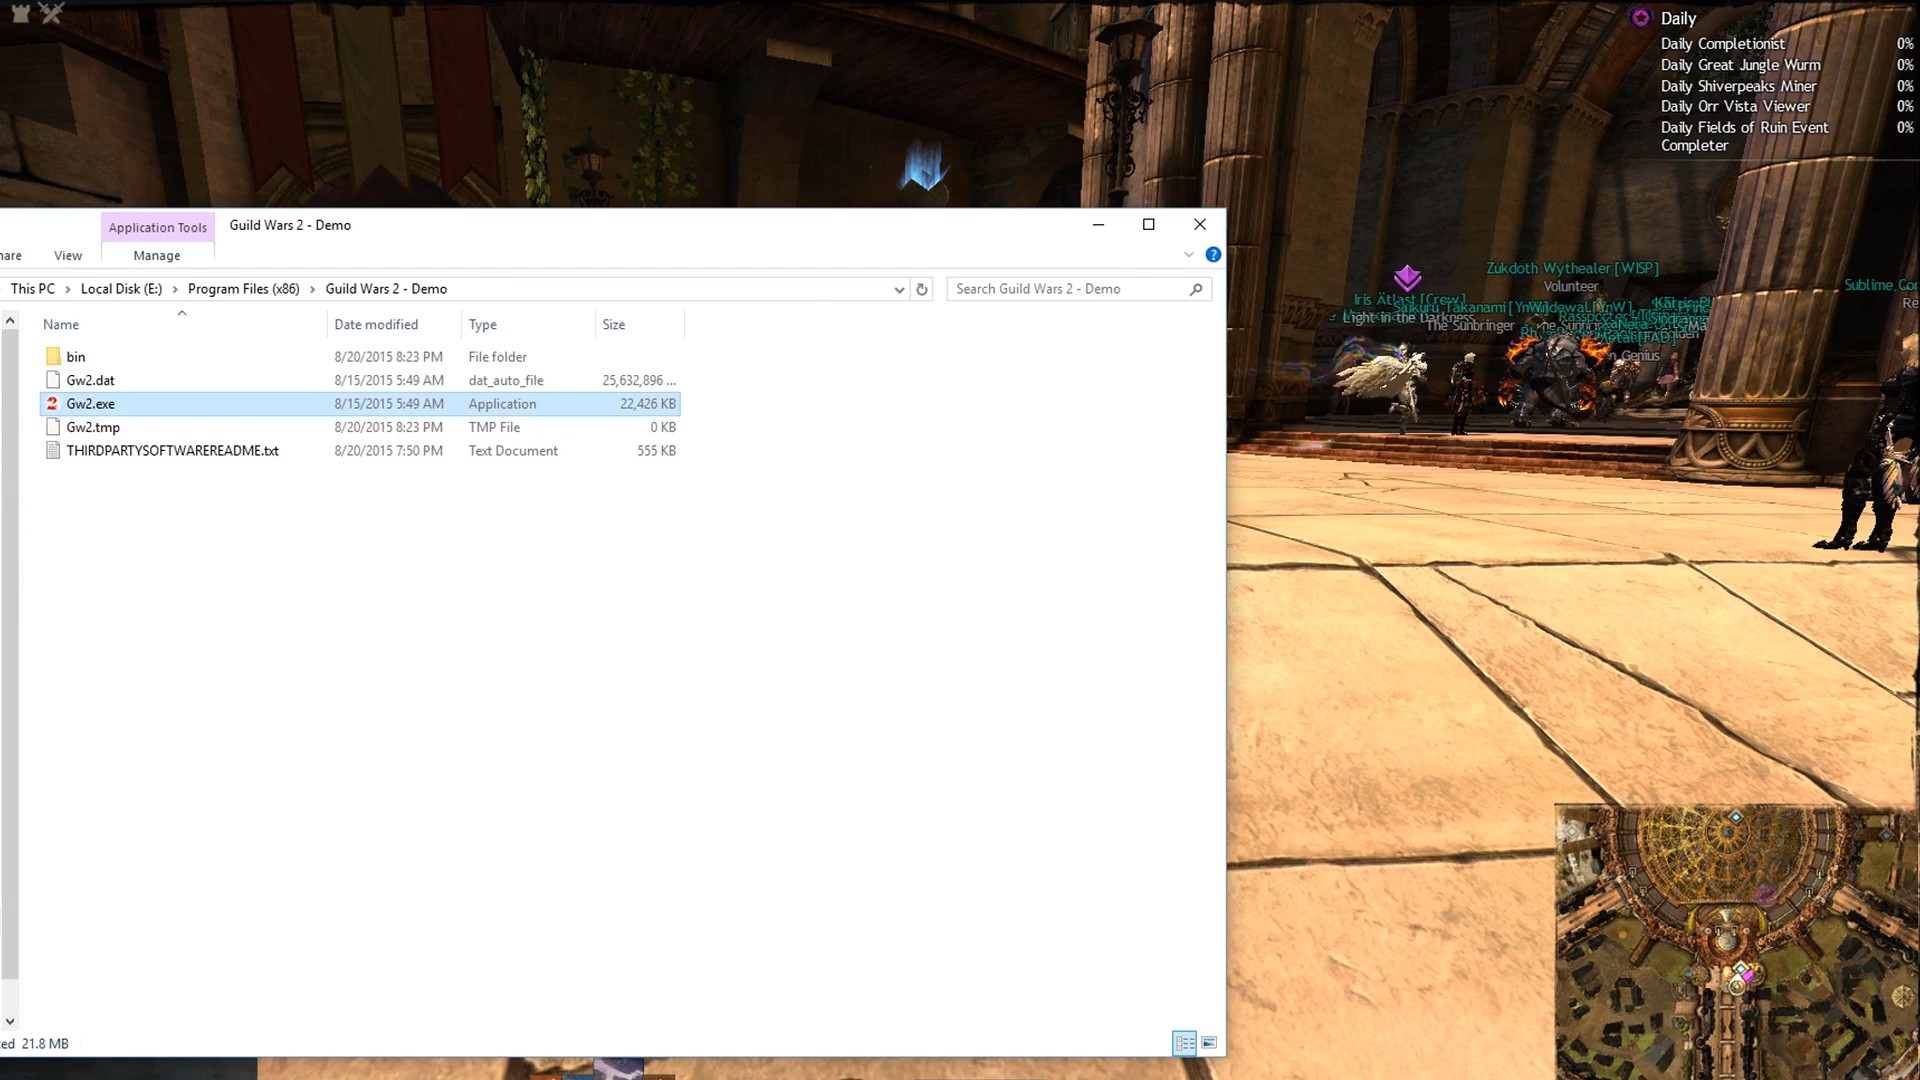 Daily
Daily Completionist 0%
Daily Great Jungle Wurm 0%
Daily Shiverpeaks Miner 0%
Daily Orr Vista Viewer 0%
Daily Fields of Ruin Event 0%
Completer
Application Tools
Guild Wars 2 - Demo
View
Manage
This PC
Local Disk (E:)
Program Files (x86)
Guild Wars 2 - Demo
Search Guild Wars 2 - Demo
Name Date modified Type Size
bin 8/20/2015 8:23 PM File folder
Gw2.dat 8/15/2015 5:49 AM dat_auto_file 25,632,896 ...
Gw2.exe 8/15/2015 5:49 AM Application 22,426 KB
Gw2.tmp 8/20/2015 8:23 PM TMP File 0 KB
THIRDPARTYSOFTWAREREADME.txt 8/20/2015 7:50 PM Text Document 555 KB
21.8 MB
Zukdoth Wythealer [WISP]
Volunteer
Iris Ätlast [Crew]
Saikuru Takanami
Light in the Darkness
The Sunbringer
Genius
Sublime